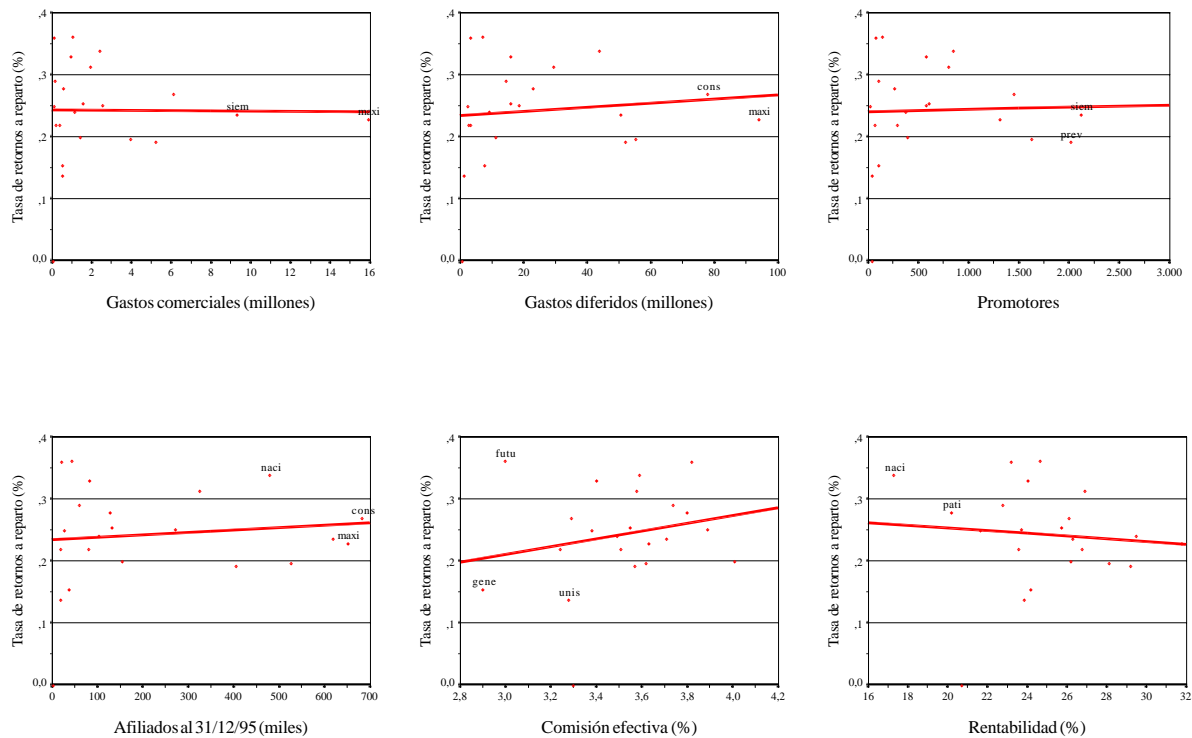 Tasa de retornos a reparto (%)
,4
,3
,2
,1
0,0
siem
maxi
0 2 4 6 8 10 12 14 16
Gastos comerciales (millones)
Tasa de retornos a reparto (%)
,4
,3
,2
,1
0,0
cons
maxi
0 20 40 60 80 100
Gastos diferidos (millones)
Tasa de retornos a reparto (%)
,4
,3
,2
,1
0,0
siem
prev
0 500 1.000 1.500 2.000 2.500 3.000
Promotores
Tasa de retornos a reparto (%)
,4
,3
,2
,1
0,0
naci
cons
maxi
0 100 200 300 400 500 600 700
Afiliados al 31/12/95 (miles)
Tasa de retornos a reparto (%)
,4
,3
,2
,1
0,0
futu
gene
unis
2,8 3,0 3,4 3,6 4,0 4,2
Comisión efectiva (%)
Tasa de retornos a reparto (%)
,4
,3
,2
,1
0,0
naci
pati
16 20 22 24 26 28 30 32
Rentabilidad (%)